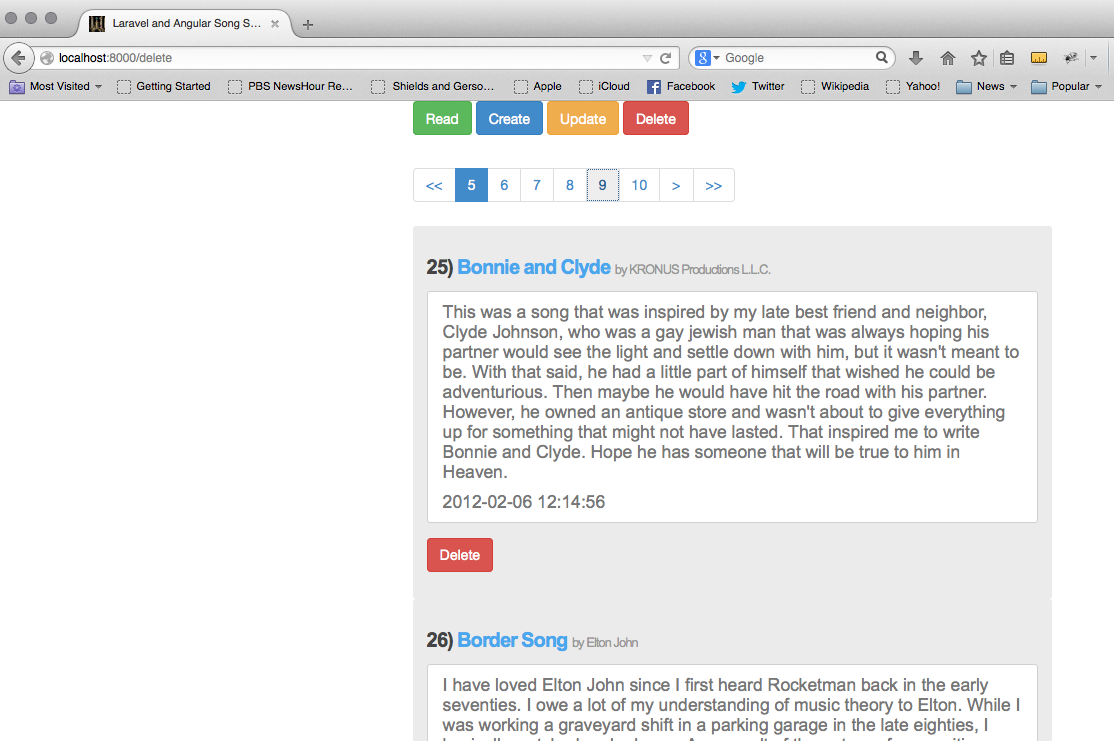 Laravel and Angular Song S...
localhost:8000/delete
Google
Most Visited Getting Started PBS NewsHour Re... Shields and Gerso... Apple iCloud Facebook Twitter Wikipedia Yahoo! News Popular
Read Create Update Delete
<< 5 6 7 8 9 10 > >>
25) Bonnie and Clyde by KRONUS Productions L.L.C.
This was a song that was inspired by my late best friend and neighbor,
Clyde Johnson, who was a gay jewish man that was always hoping his
partner would see the light and settle down with him, but it wasn't meant to
be. With that said, he had a little part of himself that wished he could be
adventurious. Then maybe he would have hit the road with his partner.
However, he owned an antique store and wasn't about to give everything
up for something that might not have lasted. That inspired me to write
Bonnie and Clyde. Hope he has someone that will be true to him in
Heaven.
2012-02-06 12:14:56
Delete
26) Border Song by Elton John
I have loved Elton John since I first heard Rocketman back in the early
seventies. I owe a lot of my understanding of music theory to Elton. While I
was working a graveyard shift in a parking garage in the late eighties, I